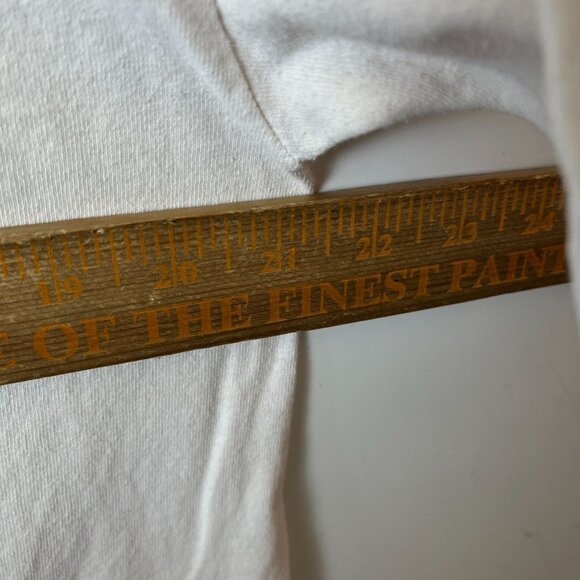 19 20 21 22 23 24
E OF THE FINEST PAINT